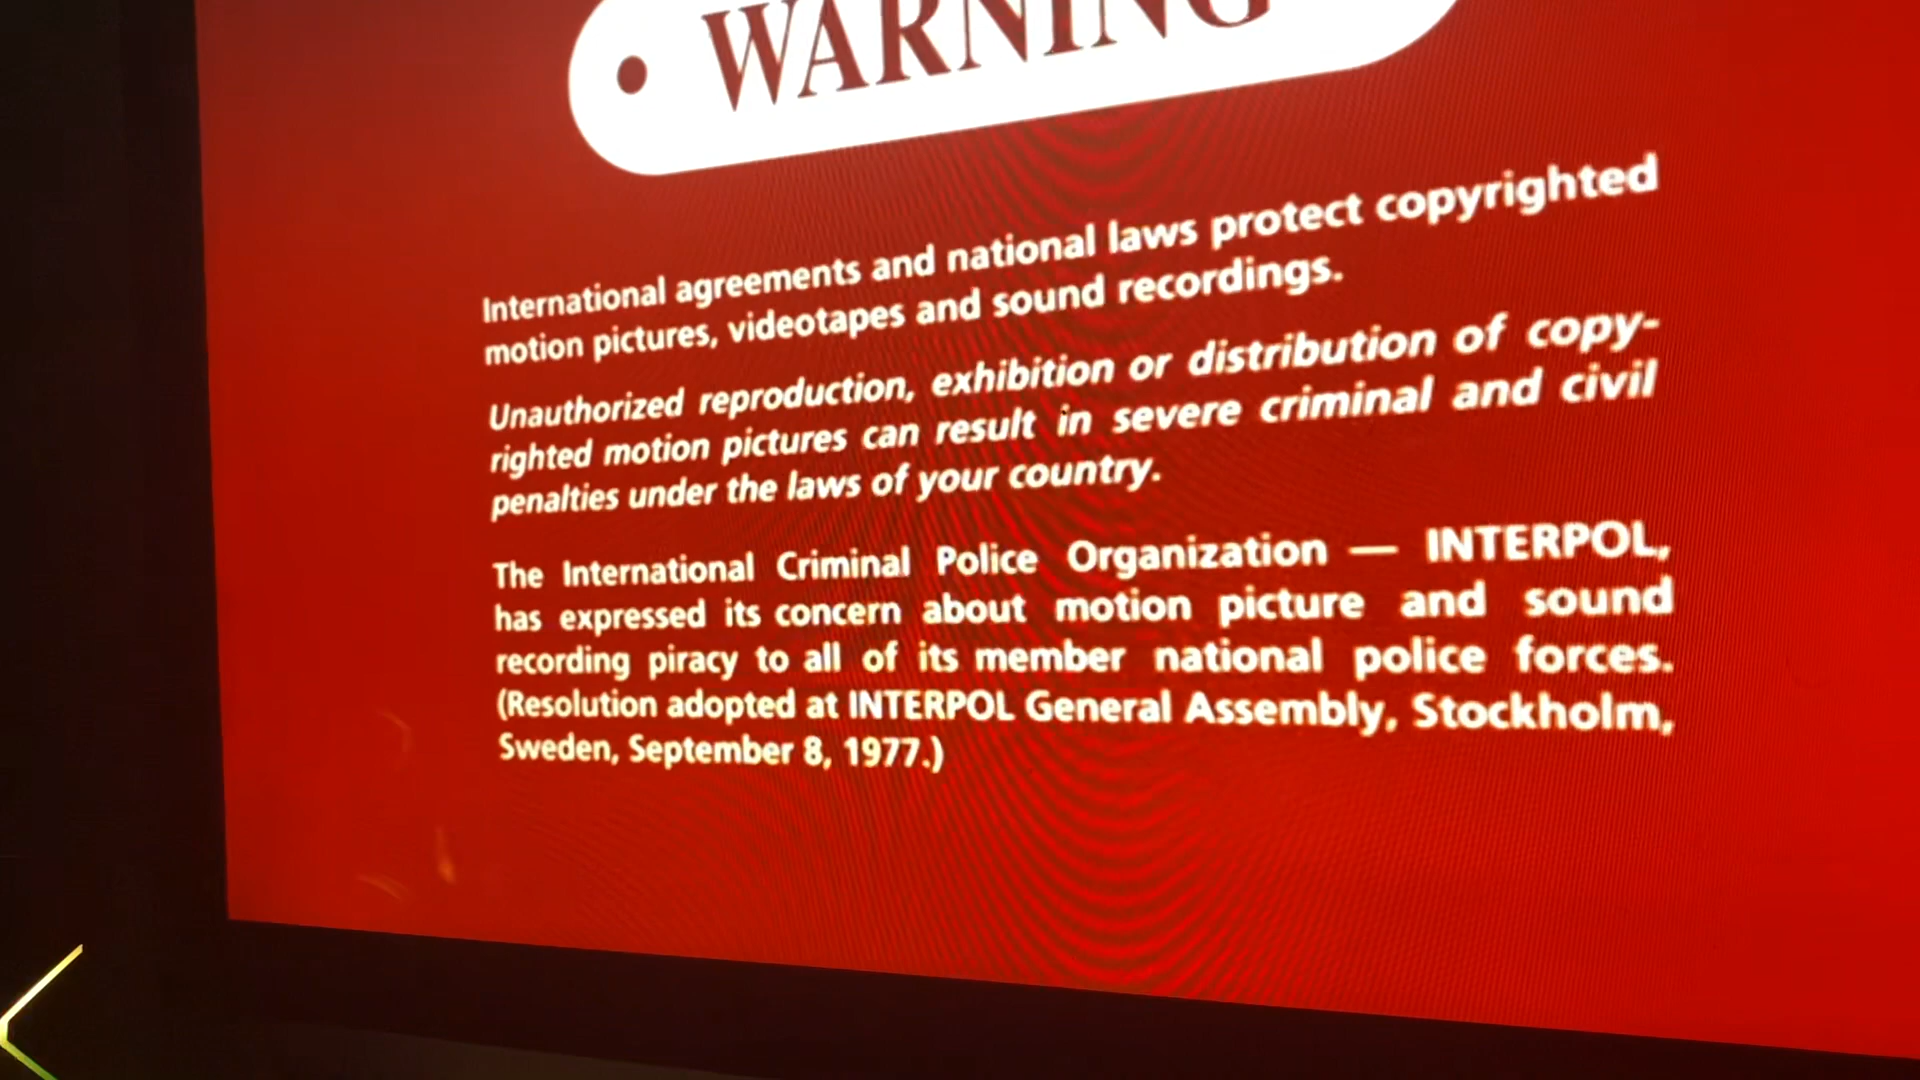 • WARNING
International agreements and national laws protect copyrighted
motion pictures, videotapes and sound recordings.
Unauthorized reproduction, exhibition or distribution of copy-
righted motion pictures can result in severe criminal and civil
penalties under the laws of your country.
The International Criminal Police Organization — INTERPOL,
has expressed its concern about motion picture and sound
recording piracy to all of its member national police forces.
(Resolution adopted at INTERPOL General Assembly, Stockholm,
Sweden, September 8, 1977.)